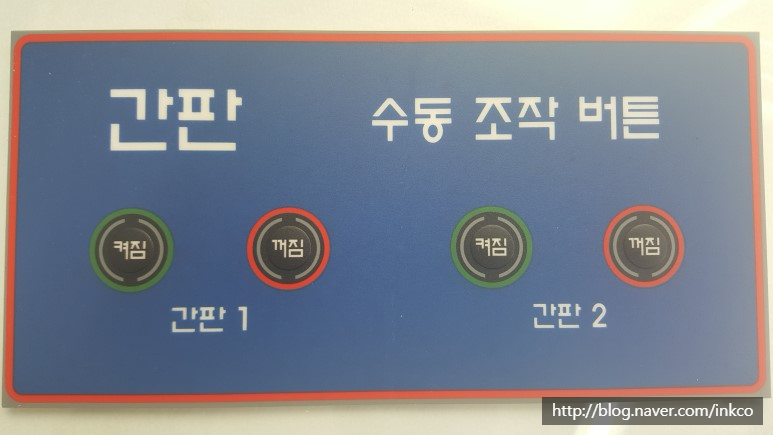 간판 수동 조작 버튼
켜짐 꺼짐 켜짐 꺼짐
간판 1 간판 2
http://blog.naver.com/inkco